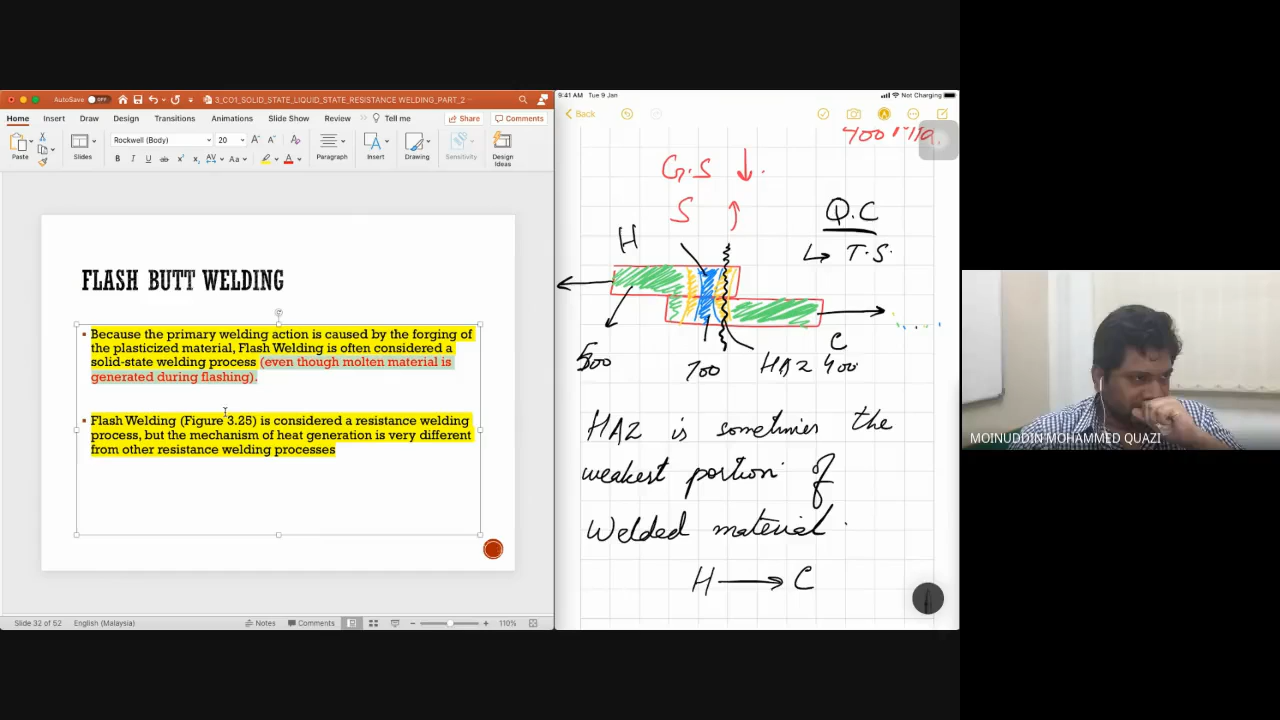 AutoSave OFF
3_CO1_SOLID_STATE_LIQUID_STATE_RESISTANCE WELDING_PART_2
Home Insert Draw Design Transitions Animations Slide Show Review Tell me Share Comments
Paste
Slides
Rockwell (Body)
20
Paragraph
Insert
Drawing
Sensitivity
Design
Ideas
FLASH BUTT WELDING
Because the primary welding action is caused by the forging of
the plasticized material, Flash Welding is often considered a
solid-state welding process (even though molten material is
generated during flashing).
Flash Welding (Figure 3.25) is considered a resistance welding
process, but the mechanism of heat generation is very different
from other resistance welding processes
Slide 32 of 52 English (Malaysia) Notes Comments 110%
9:41 AM Tue 9 Jan
Not Charging
Back
400 MPa.
G.S ↓.
S ↑
Q.C
↳ T.S.
H
C
500
700
HAZ 400
HAZ is sometimes the
weakest portion of
Welded material.
H → C
MOINUDDIN MOHAMMED QUAZI